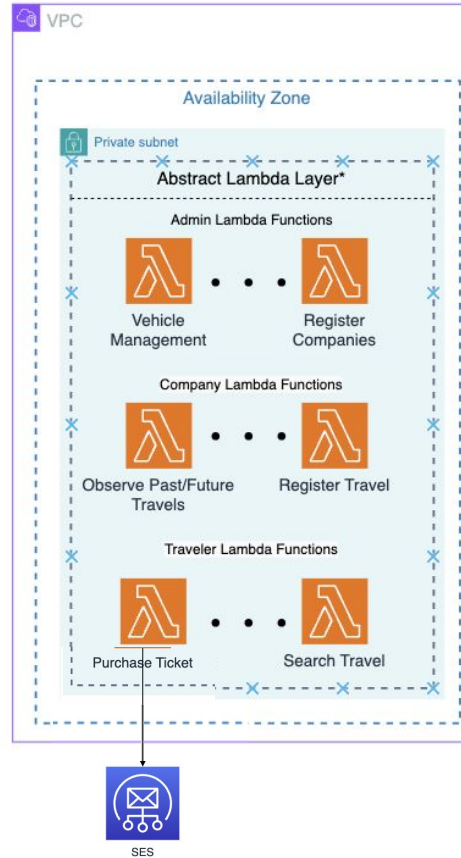 VPC
Availability Zone
Private subnet
Abstract Lambda Layer*
Admin Lambda Functions
Vehicle
Management
Register
Companies
Company Lambda Functions
Observe Past/Future
Travels
Register Travel
Traveler Lambda Functions
Purchase Ticket
Search Travel
SES